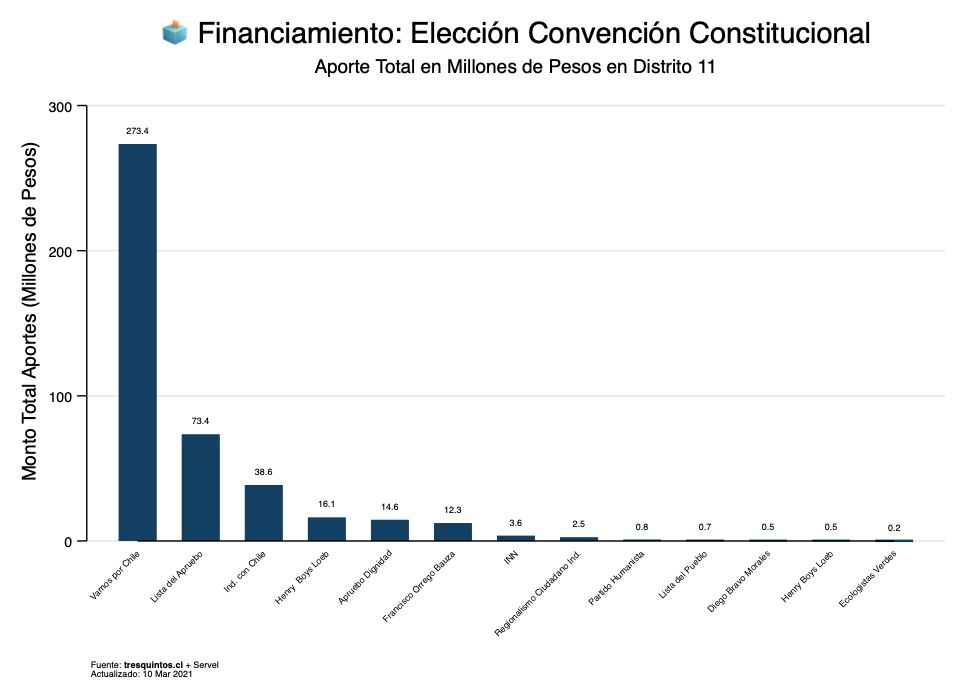 Financiamiento: Elección Convención Constitucional
Aporte Total en Millones de Pesos en Distrito 11
Monto Total Aportes (Millones de Pesos)
300
200
100
0
273.4
73.4
38.6
16.1
14.6
12.3
3.6
2.5
0.8
0.7
0.5
0.5
0.2
Vamos por Chile
Lista del Apruebo
Ind. con Chile
Henry  Boys Loeb
Apruebo Dignidad
Francisco Orrego Bauza
INN
Regionalismo Ciudadano Ind.
Partido Humanista
Lista del Pueblo
Diego Bravo Morales
Henry Boys Loeb
Ecologistas Verdes
Fuente: tresquintos.cl + Servel
Actualizado: 10 Mar 2021